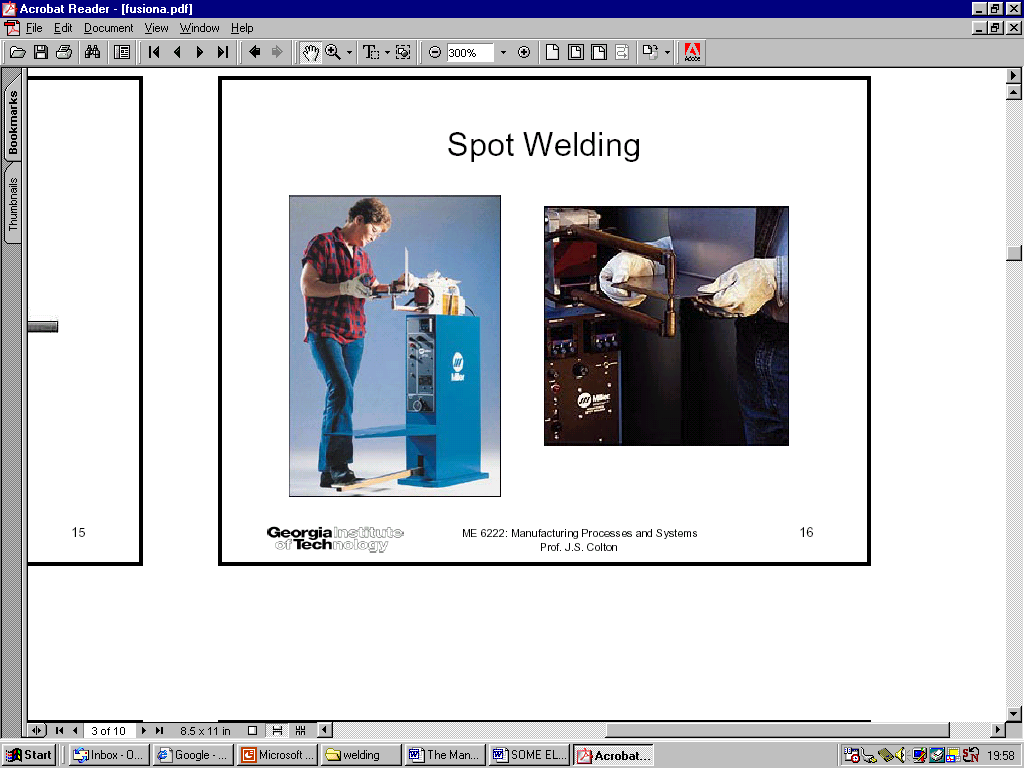 Acrobat Reader - [fusiona.pdf]
File Edit Document View Window Help
300%
Adobe
Bookmarks
Thumbnails
Spot Welding
Miller
Miller
15
Georgia Institute
of Technology
ME 6222: Manufacturing Processes and Systems
Prof. J.S. Colton
16
3 of 10
8.5 x 11 in
Start
Inbox - O...
Google - ...
Microsoft ...
welding
The Man...
SOME EL...
Acrobat...
19:58